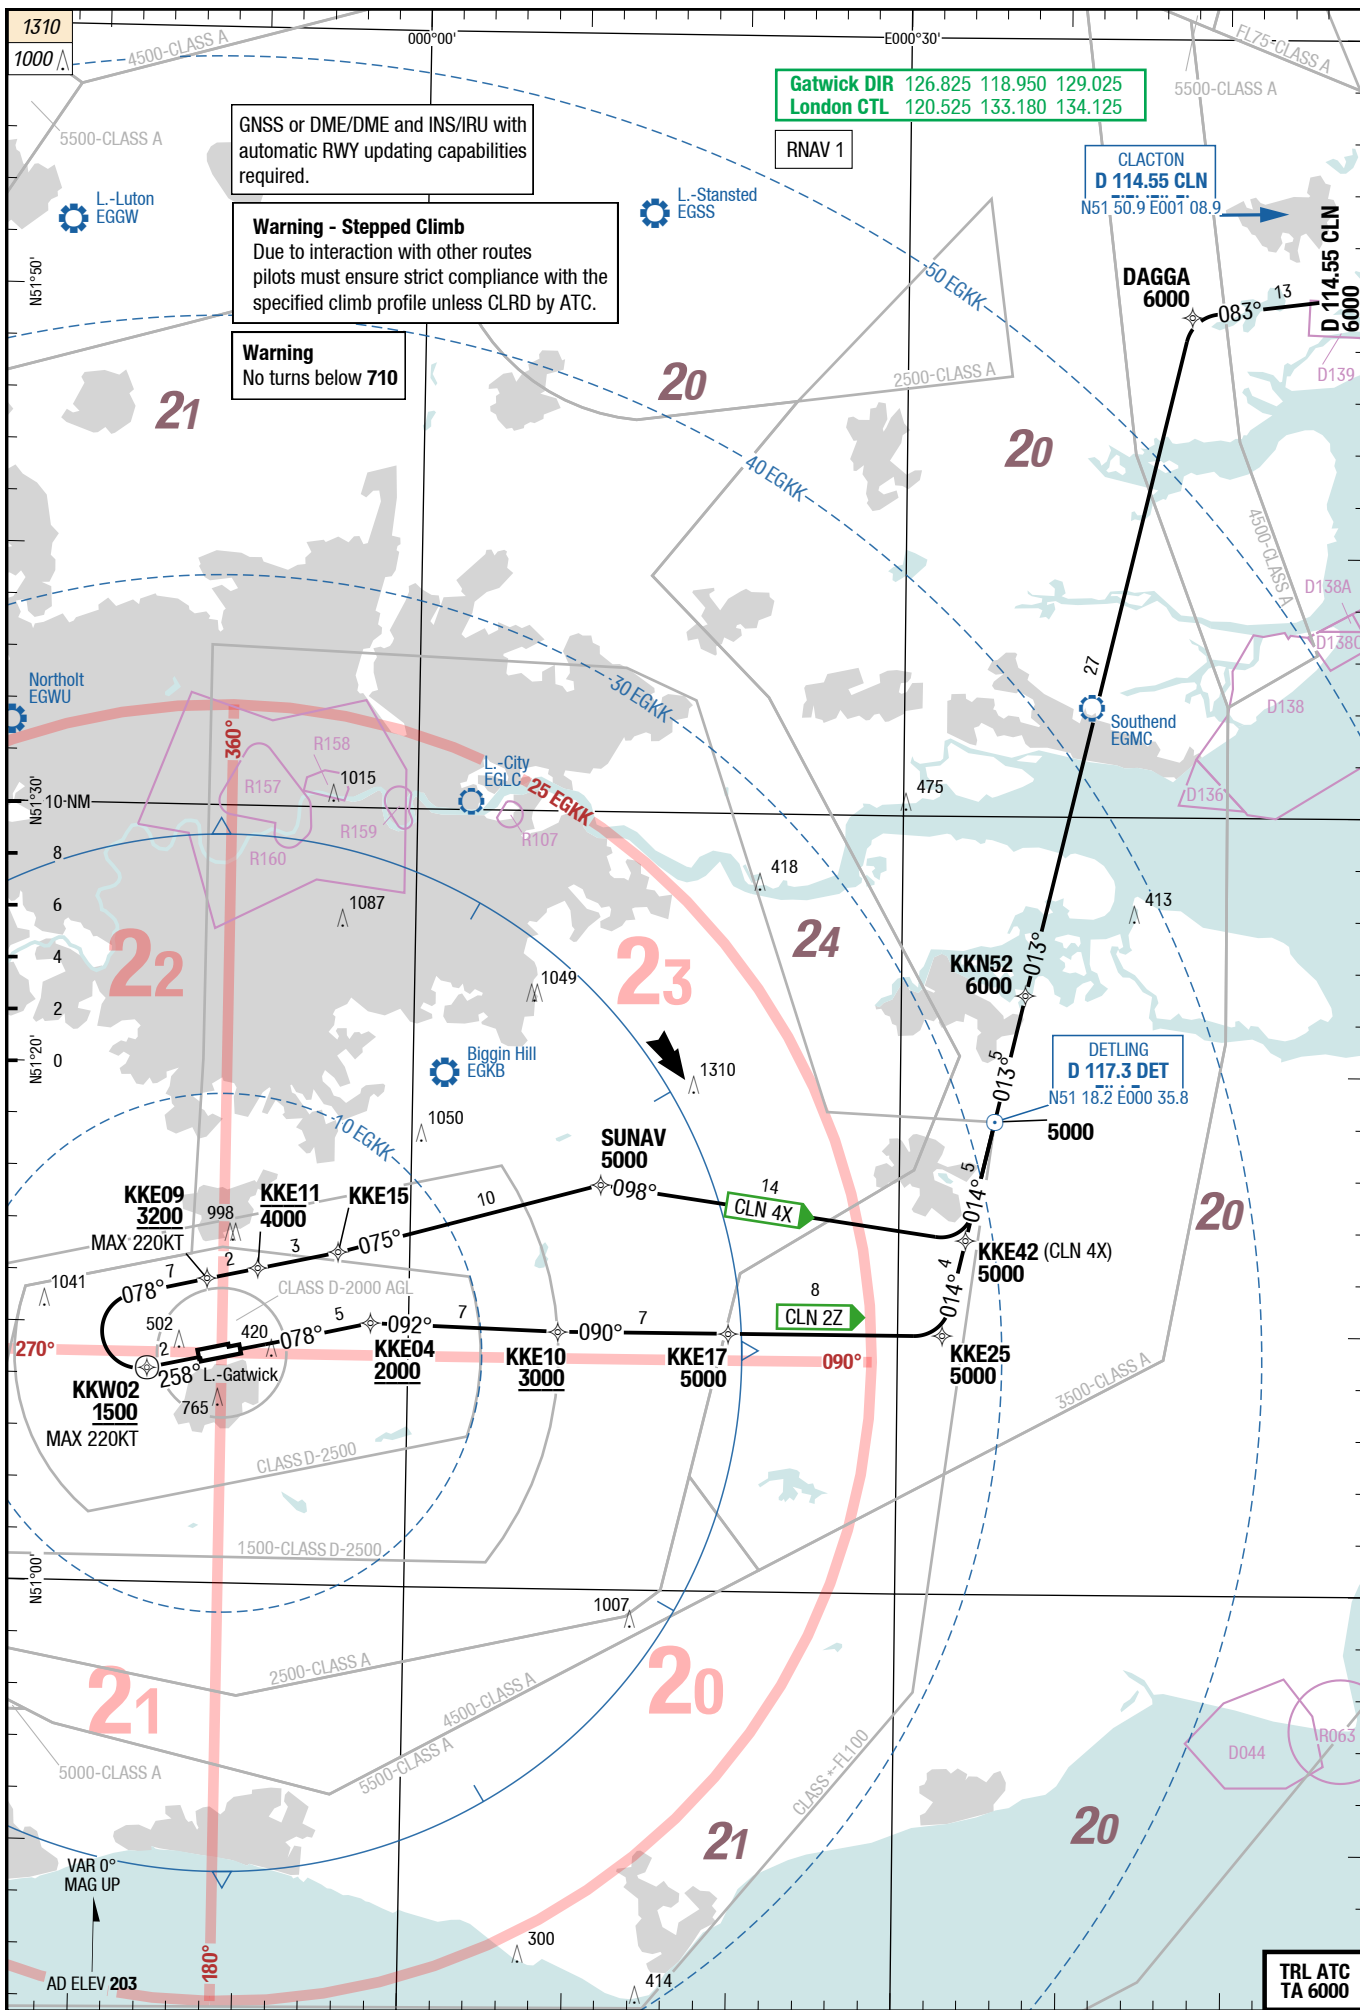 1310
1000
4500-CLASS A
000°00'
E000°30'
FL75-CLASS A
5500-CLASS A
5500-CLASS A
Gatwick DIR 126.825 118.950 129.025
London CTL 120.525 133.180 134.125
RNAV 1
GNSS or DME/DME and INS/IRU with
automatic RWY updating capabilities
required.
CLACTON
D 114.55 CLN
N51 50.9 E001 08.9
L.-Luton
EGGW
L.-Stansted
EGSS
Warning - Stepped Climb
Due to interaction with other routes
pilots must ensure strict compliance with the
specified climb profile unless CLRD by ATC.
Warning
No turns below 710
N51°50'
50 EGKK
DAGGA
6000
083°
13
D 114.55 CLN
6000
D139
2500-CLASS A
21
20
20
40 EGKK
4500-CLASS A
D138A
D138C
D138
D136
27
Southend
EGMC
Northolt
EGWU
30 EGKK
360°
R158
1015
R157
R159
R160
L.-City
EGLC
25 EGKK
R107
475
N51°30'
10 NM
8
6
4
2
0
418
1087
413
22
23
24
1049
KKN52
6000
013°
5
013°
DETLING
D 117.3 DET
N51 18.2 E000 35.8
5000
N51°20'
Biggin Hill
EGKB
1310
1050
10 EGKK
SUNAV
5000
098°
14
CLN 4X
5
014°
20
KKE09
3200
MAX 220KT
998
KKE11
4000
KKE15
10
075°
3
2
7
078°
KKE42 (CLN 4X)
5000
4
014°
1041
CLASS D-2000 AGL
8
CLN 2Z
502
420
078°
5
092°
7
090°
7
270°
2
258°
L.-Gatwick
KKE04
2000
KKE10
3000
KKE17
5000
090°
KKE25
5000
KKW02
1500
MAX 220KT
765
3500-CLASS A
CLASS D-2500
1500-CLASS D-2500
N51°00'
1007
2500-CLASS A
4500-CLASS A
5500-CLASS A
5000-CLASS A
21
20
CLASS *-FL100
D044
R063
21
20
VAR 0°
MAG UP
AD ELEV 203
180°
300
414
TRL ATC
TA 6000